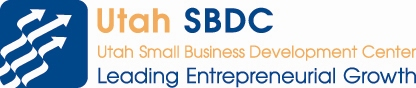 Utah SBDC
Utah Small Business Development Center
Leading Entrepreneurial Growth